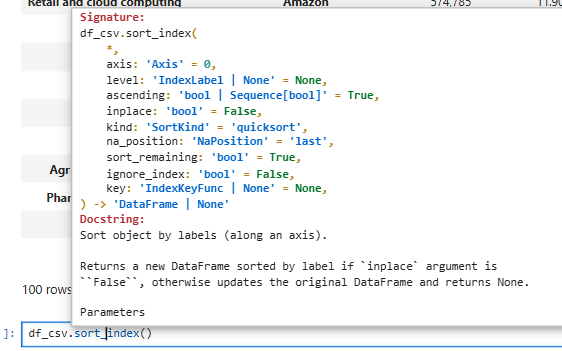 Retail and cloud computing Amazon 574,785 11.90
Signature:
df_csv.sort_index(
    *,
    axis: 'Axis' = 0,
    level: 'IndexLabel | None' = None,
    ascending: 'bool | Sequence[bool]' = True,
    inplace: 'bool' = False,
    kind: 'SortKind' = 'quicksort',
    na_position: 'NaPosition' = 'last',
    sort_remaining: 'bool' = True,
    ignore_index: 'bool' = False,
Agr
    key: 'IndexKeyFunc | None' = None,
Phar
) -> 'DataFrame | None'
Docstring:
Sort object by labels (along an axis).
Returns a new DataFrame sorted by label if `inplace` argument is
``False``, otherwise updates the original DataFrame and returns None.
100 rows
Parameters
]: df_csv.sort_index()